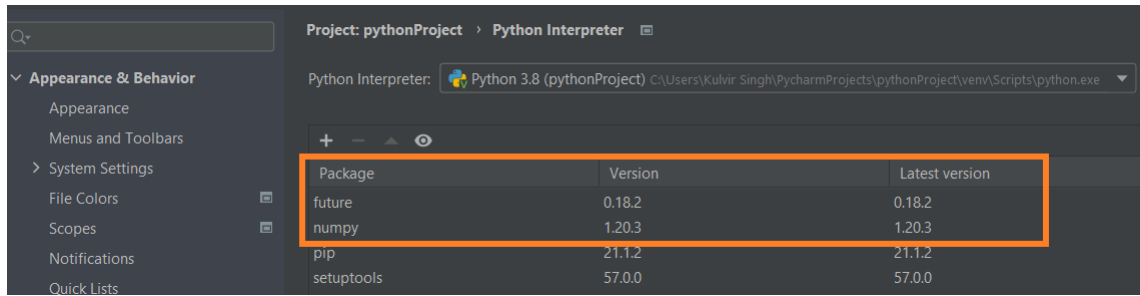 Project: pythonProject › Python Interpreter
Appearance & Behavior
Python Interpreter: Python 3.8 (pythonProject) C:\Users\Kulvir Singh\PycharmProjects\pythonProject\venv\Scripts\python.exe
Appearance
Menus and Toolbars
System Settings
Package Version Latest version
File Colors
future 0.18.2 0.18.2
Scopes
numpy 1.20.3 1.20.3
Notifications
pip 21.1.2 21.1.2
Quick Lists
setuptools 57.0.0 57.0.0